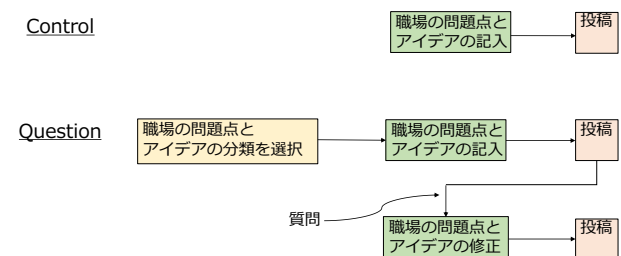 Control
職場の問題点と
アイデアの記入
投稿
Question
職場の問題点と
アイデアの分類を選択
職場の問題点と
アイデアの記入
投稿
質問
職場の問題点と
アイデアの修正
投稿